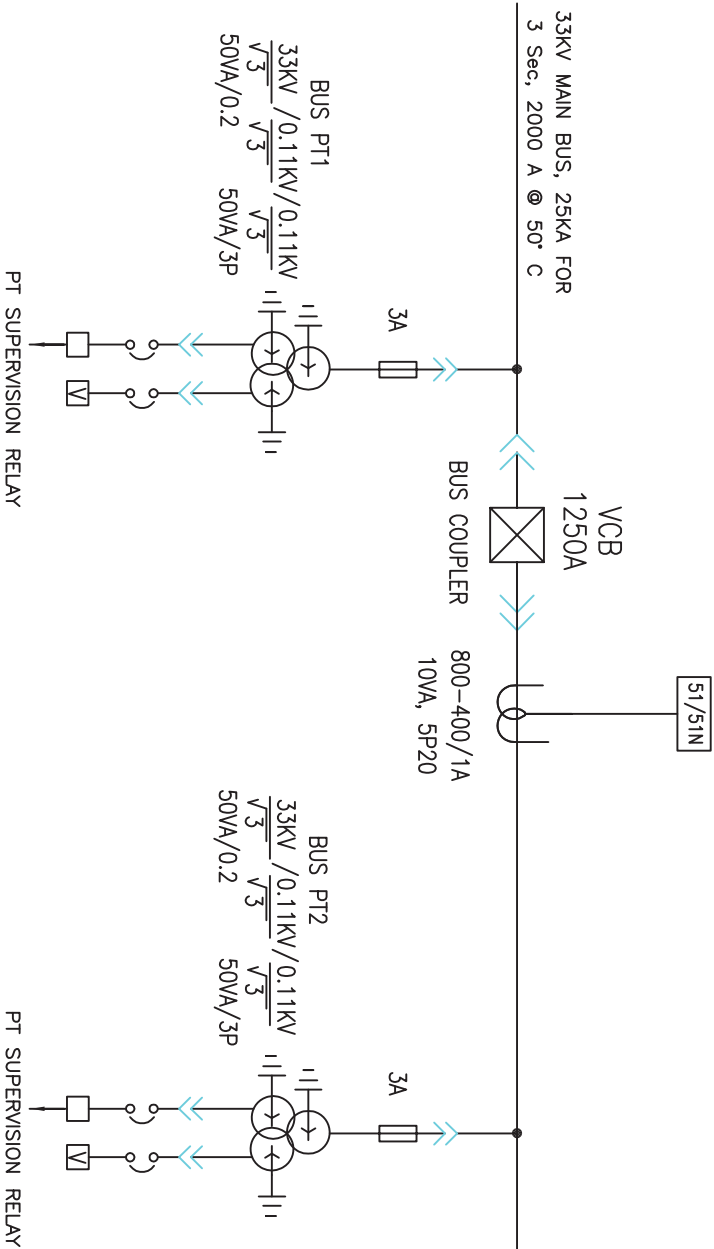 33KV MAIN BUS, 25KA FOR
3 Sec, 2000 A @ 50° C
VCB
1250A
BUS COUPLER
51/51N
800-400/1A
10VA, 5P20
BUS PT1
33KV /0.11KV/0.11KV
√3 √3 √3
50VA/0.2 50VA/3P
3A
V
PT SUPERVISION RELAY
BUS PT2
33KV /0.11KV/0.11KV
√3 √3 √3
50VA/0.2 50VA/3P
3A
V
PT SUPERVISION RELAY